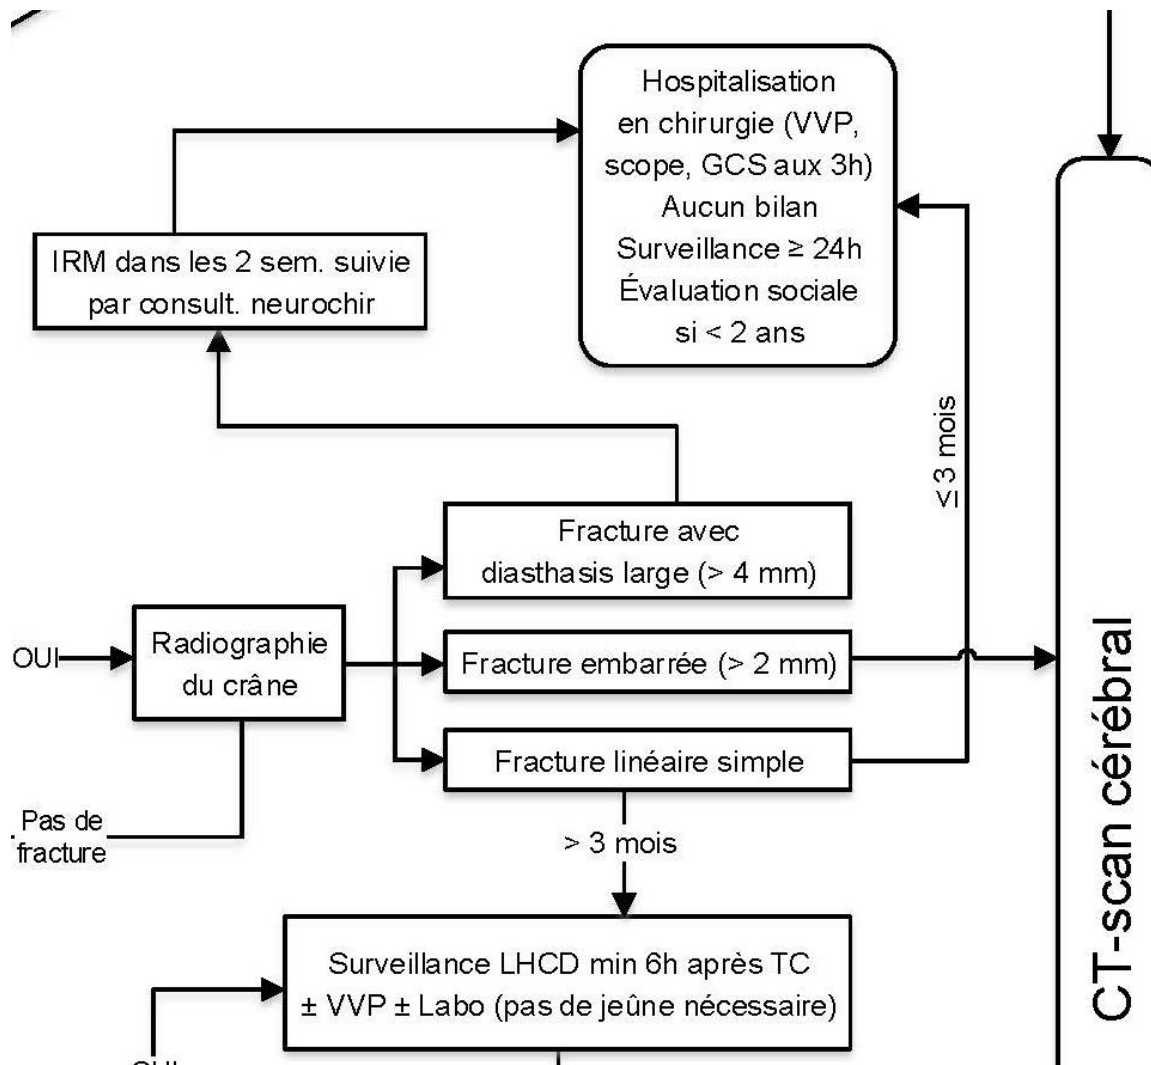 Hospitalisation
en chirurgie (VVP,
scope, GCS aux 3h)
Aucun bilan
Surveillance ≥ 24h
Évaluation sociale
si < 2 ans
IRM dans les 2 sem. suivie
par consult. neurochir
≤ 3 mois
Fracture avec
diasthasis large (> 4 mm)
OUI
Radiographie
du crâne
Fracture embarrée (> 2 mm)
Fracture linéaire simple
Pas de
fracture
> 3 mois
CT-scan cérébral
Surveillance LHCD min 6h après TC
± VVP ± Labo (pas de jeûne nécessaire)